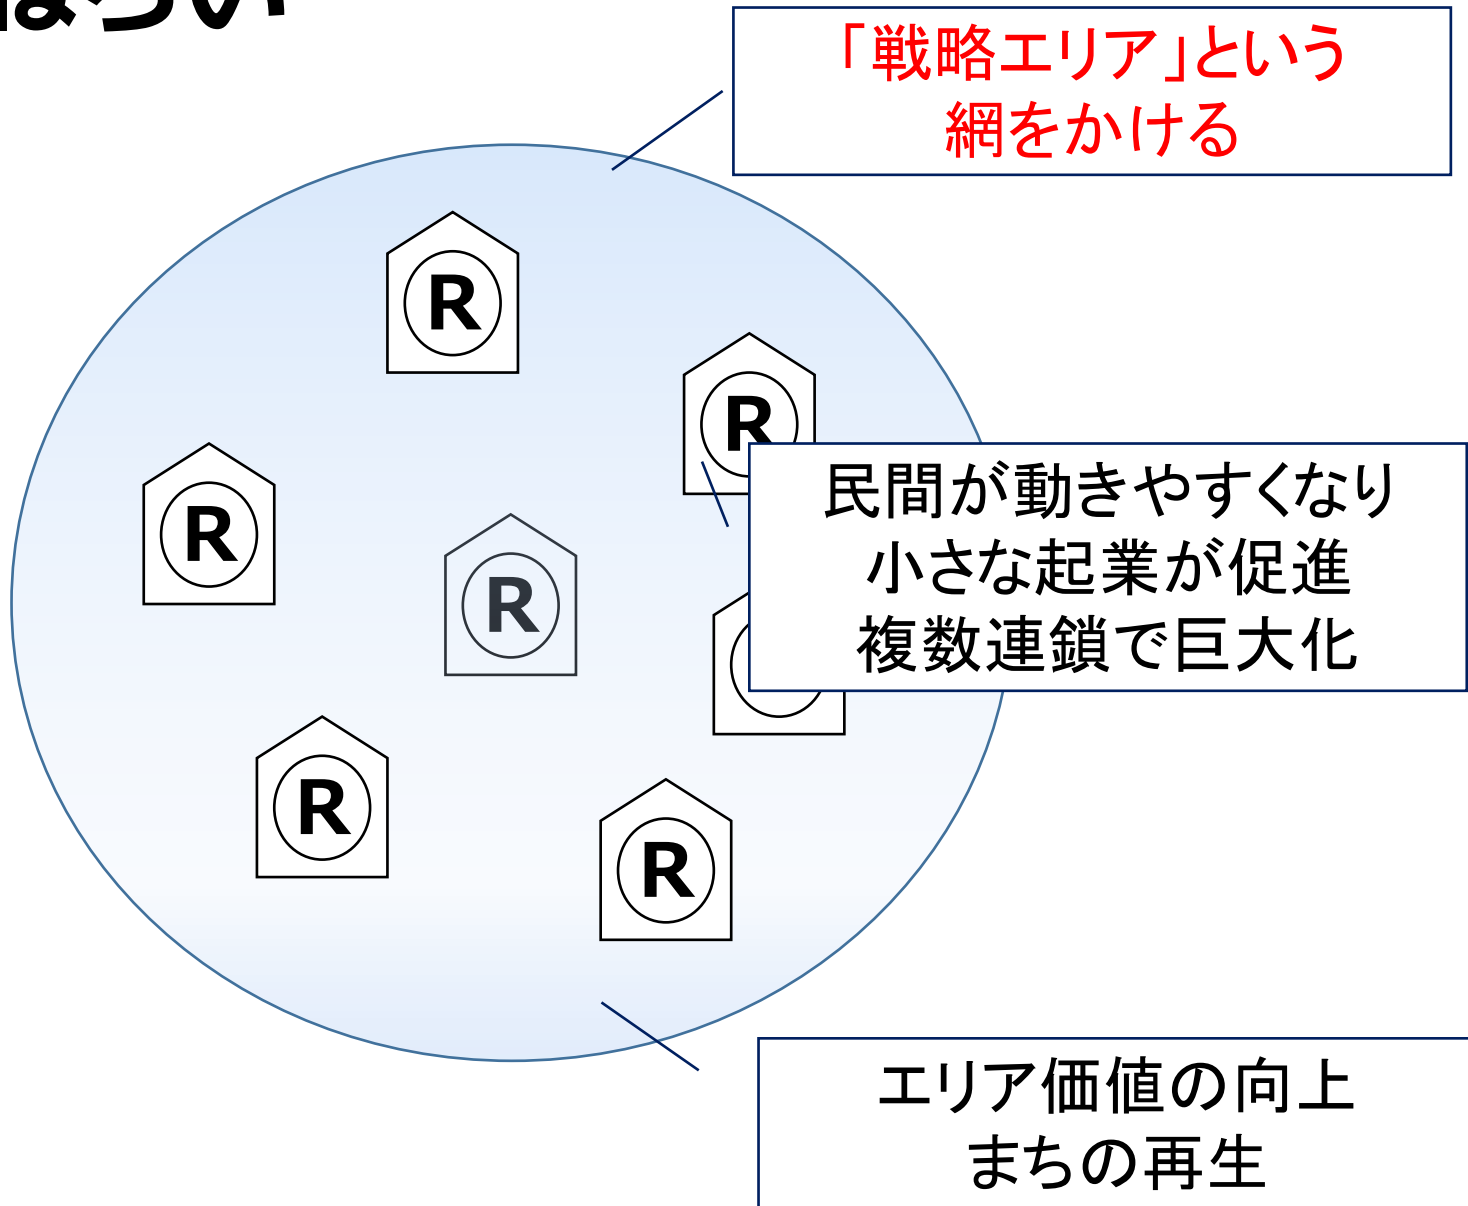 「戦略エリア」という
網をかける
R
R
民間が動きやすくなり
小さな起業が促進
複数連鎖で巨大化
R
R
R
R
エリア価値の向上
まちの再生